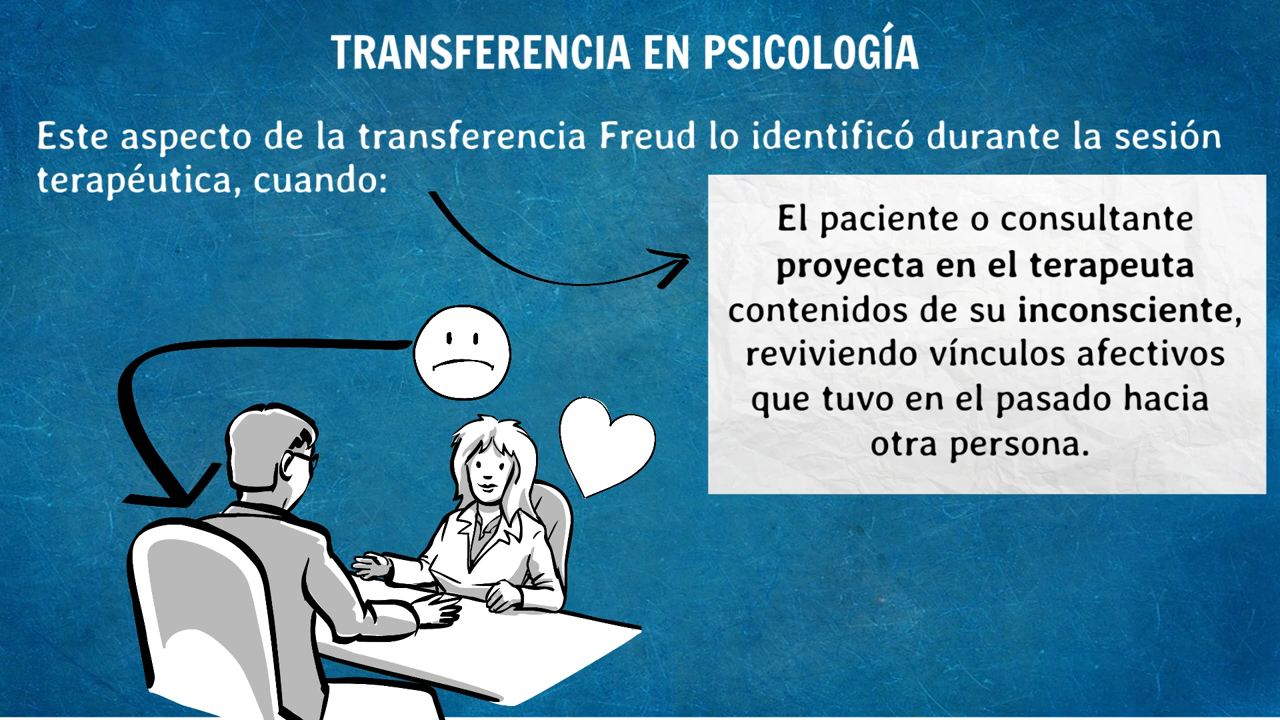 TRANSFERENCIA EN PSICOLOGÍA
Este aspecto de la transferencia Freud lo identificó durante la sesión
terapéutica, cuando:
El paciente o consultante
proyecta en el terapeuta
contenidos de su inconsciente,
reviviendo vínculos afectivos
que tuvo en el pasado hacia
otra persona.